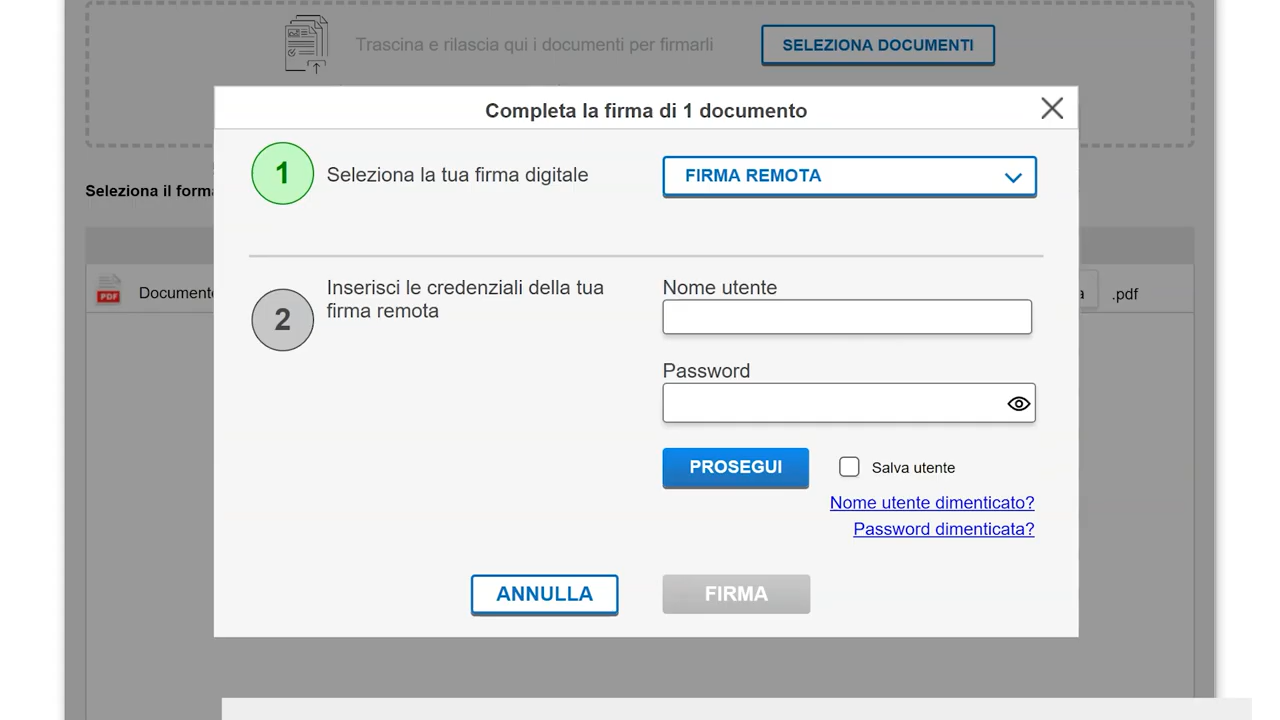 Trascina e rilascia qui i documenti per firmarli
SELEZIONA DOCUMENTI
Completa la firma di 1 documento
1
Seleziona la tua firma digitale
FIRMA REMOTA
Seleziona il
2
Inserisci le credenziali della tua
firma remota
Nome utente
PDF
.pdf
Password
PROSEGUI
Salva utente
Nome utente dimenticato?
Password dimenticata?
ANNULLA
FIRMA